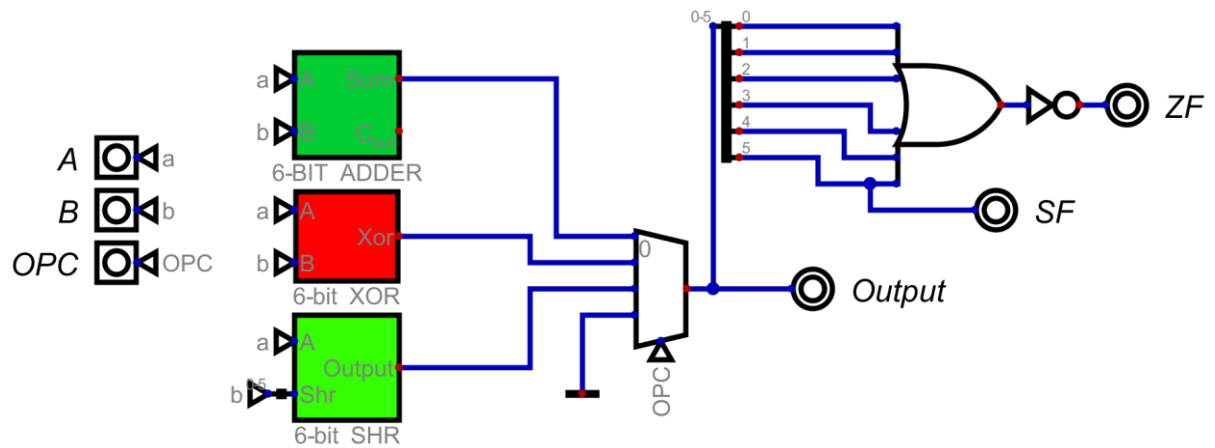 A
a
B
b
OPC
OPC
a
A
Sum
b
B
Cout
6-BIT ADDER
a
A
Xor
b
B
6-bit XOR
a
A
Output
b
0-5
Shr
6-bit SHR
0
OPC
Output
0-5
0
1
2
3
4
5
ZF
SF